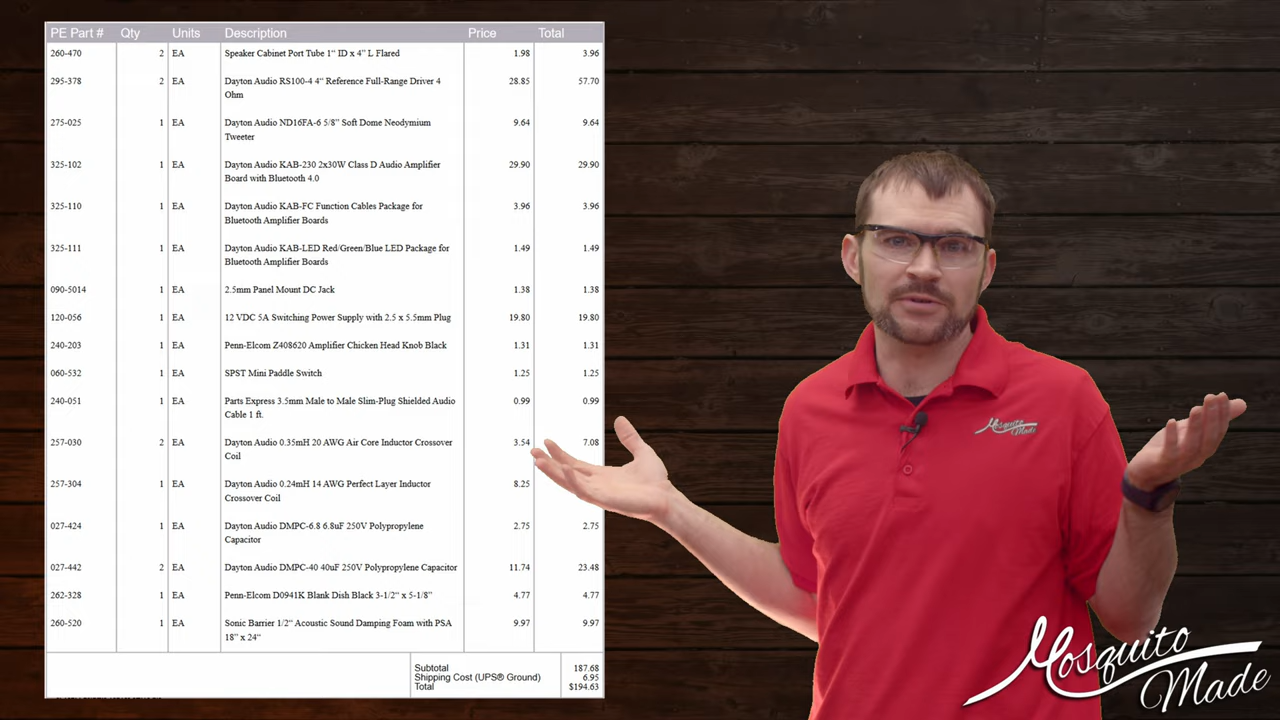 PE Part # Qty Units Description Price Total
260-470 2 EA Speaker Cabinet Port Tube 1" ID x 4" L Flared 1.98 3.96
295-378 2 EA Dayton Audio RS100-4 4" Reference Full-Range Driver 4 28.85 57.70
Ohm
275-025 1 EA Dayton Audio ND16FA-6 5/8" Soft Dome Neodymium 9.64 9.64
Tweeter
325-102 1 EA Dayton Audio KAB-230 2x30W Class D Audio Amplifier 29.90 29.90
Board with Bluetooth 4.0
325-110 1 EA Dayton Audio KAB-FC Function Cables Package for 3.96 3.96
Bluetooth Amplifier Boards
325-111 1 EA Dayton Audio KAB-LED Red/Green/Blue LED Package for 1.49 1.49
Bluetooth Amplifier Boards
090-5014 1 EA 2.5mm Panel Mount DC Jack 1.38 1.38
120-056 1 EA 12 VDC 5A Switching Power Supply with 2.5 x 5.5mm Plug 19.80 19.80
240-203 1 EA Penn-Elcom Z408620 Amplifier Chicken Head Knob Black 1.31 1.31
060-532 1 EA SPST Mini Paddle Switch 1.25 1.25
240-051 1 EA Parts Express 3.5mm Male to Male Slim-Plug Shielded Audio 0.99 0.99
Cable 1 ft.
257-030 2 EA Dayton Audio 0.35mH 20 AWG Air Core Inductor Crossover 3.54 7.08
Coil
257-304 1 EA Dayton Audio 0.24mH 14 AWG Perfect Layer Inductor 8.25
Crossover Coil
027-424 1 EA Dayton Audio DMPC-6.8 6.8uF 250V Polypropylene 2.75 2.75
Capacitor
027-442 2 EA Dayton Audio DMPC-40 40uF 250V Polypropylene Capacitor 11.74 23.48
262-328 1 EA Penn-Elcom D0941K Blank Dish Black 3-1/2" x 5-1/8" 4.77 4.77
260-520 1 EA Sonic Barrier 1/2" Acoustic Sound Damping Foam with PSA 9.97 9.97
18" x 24"
Subtotal 187.68
Shipping Cost (UPS® Ground) 6.95
Total $194.63
Mosquito
Made
Mosquito
Made